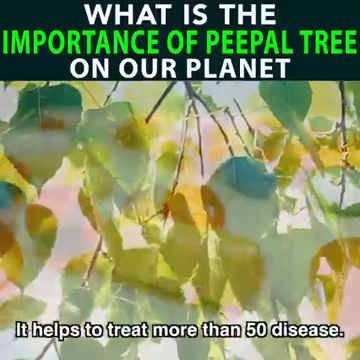 WHAT IS THE
IMPORTANCE OF PEEPAL TREE
ON OUR PLANET
It helps to treat more than 50 disease.